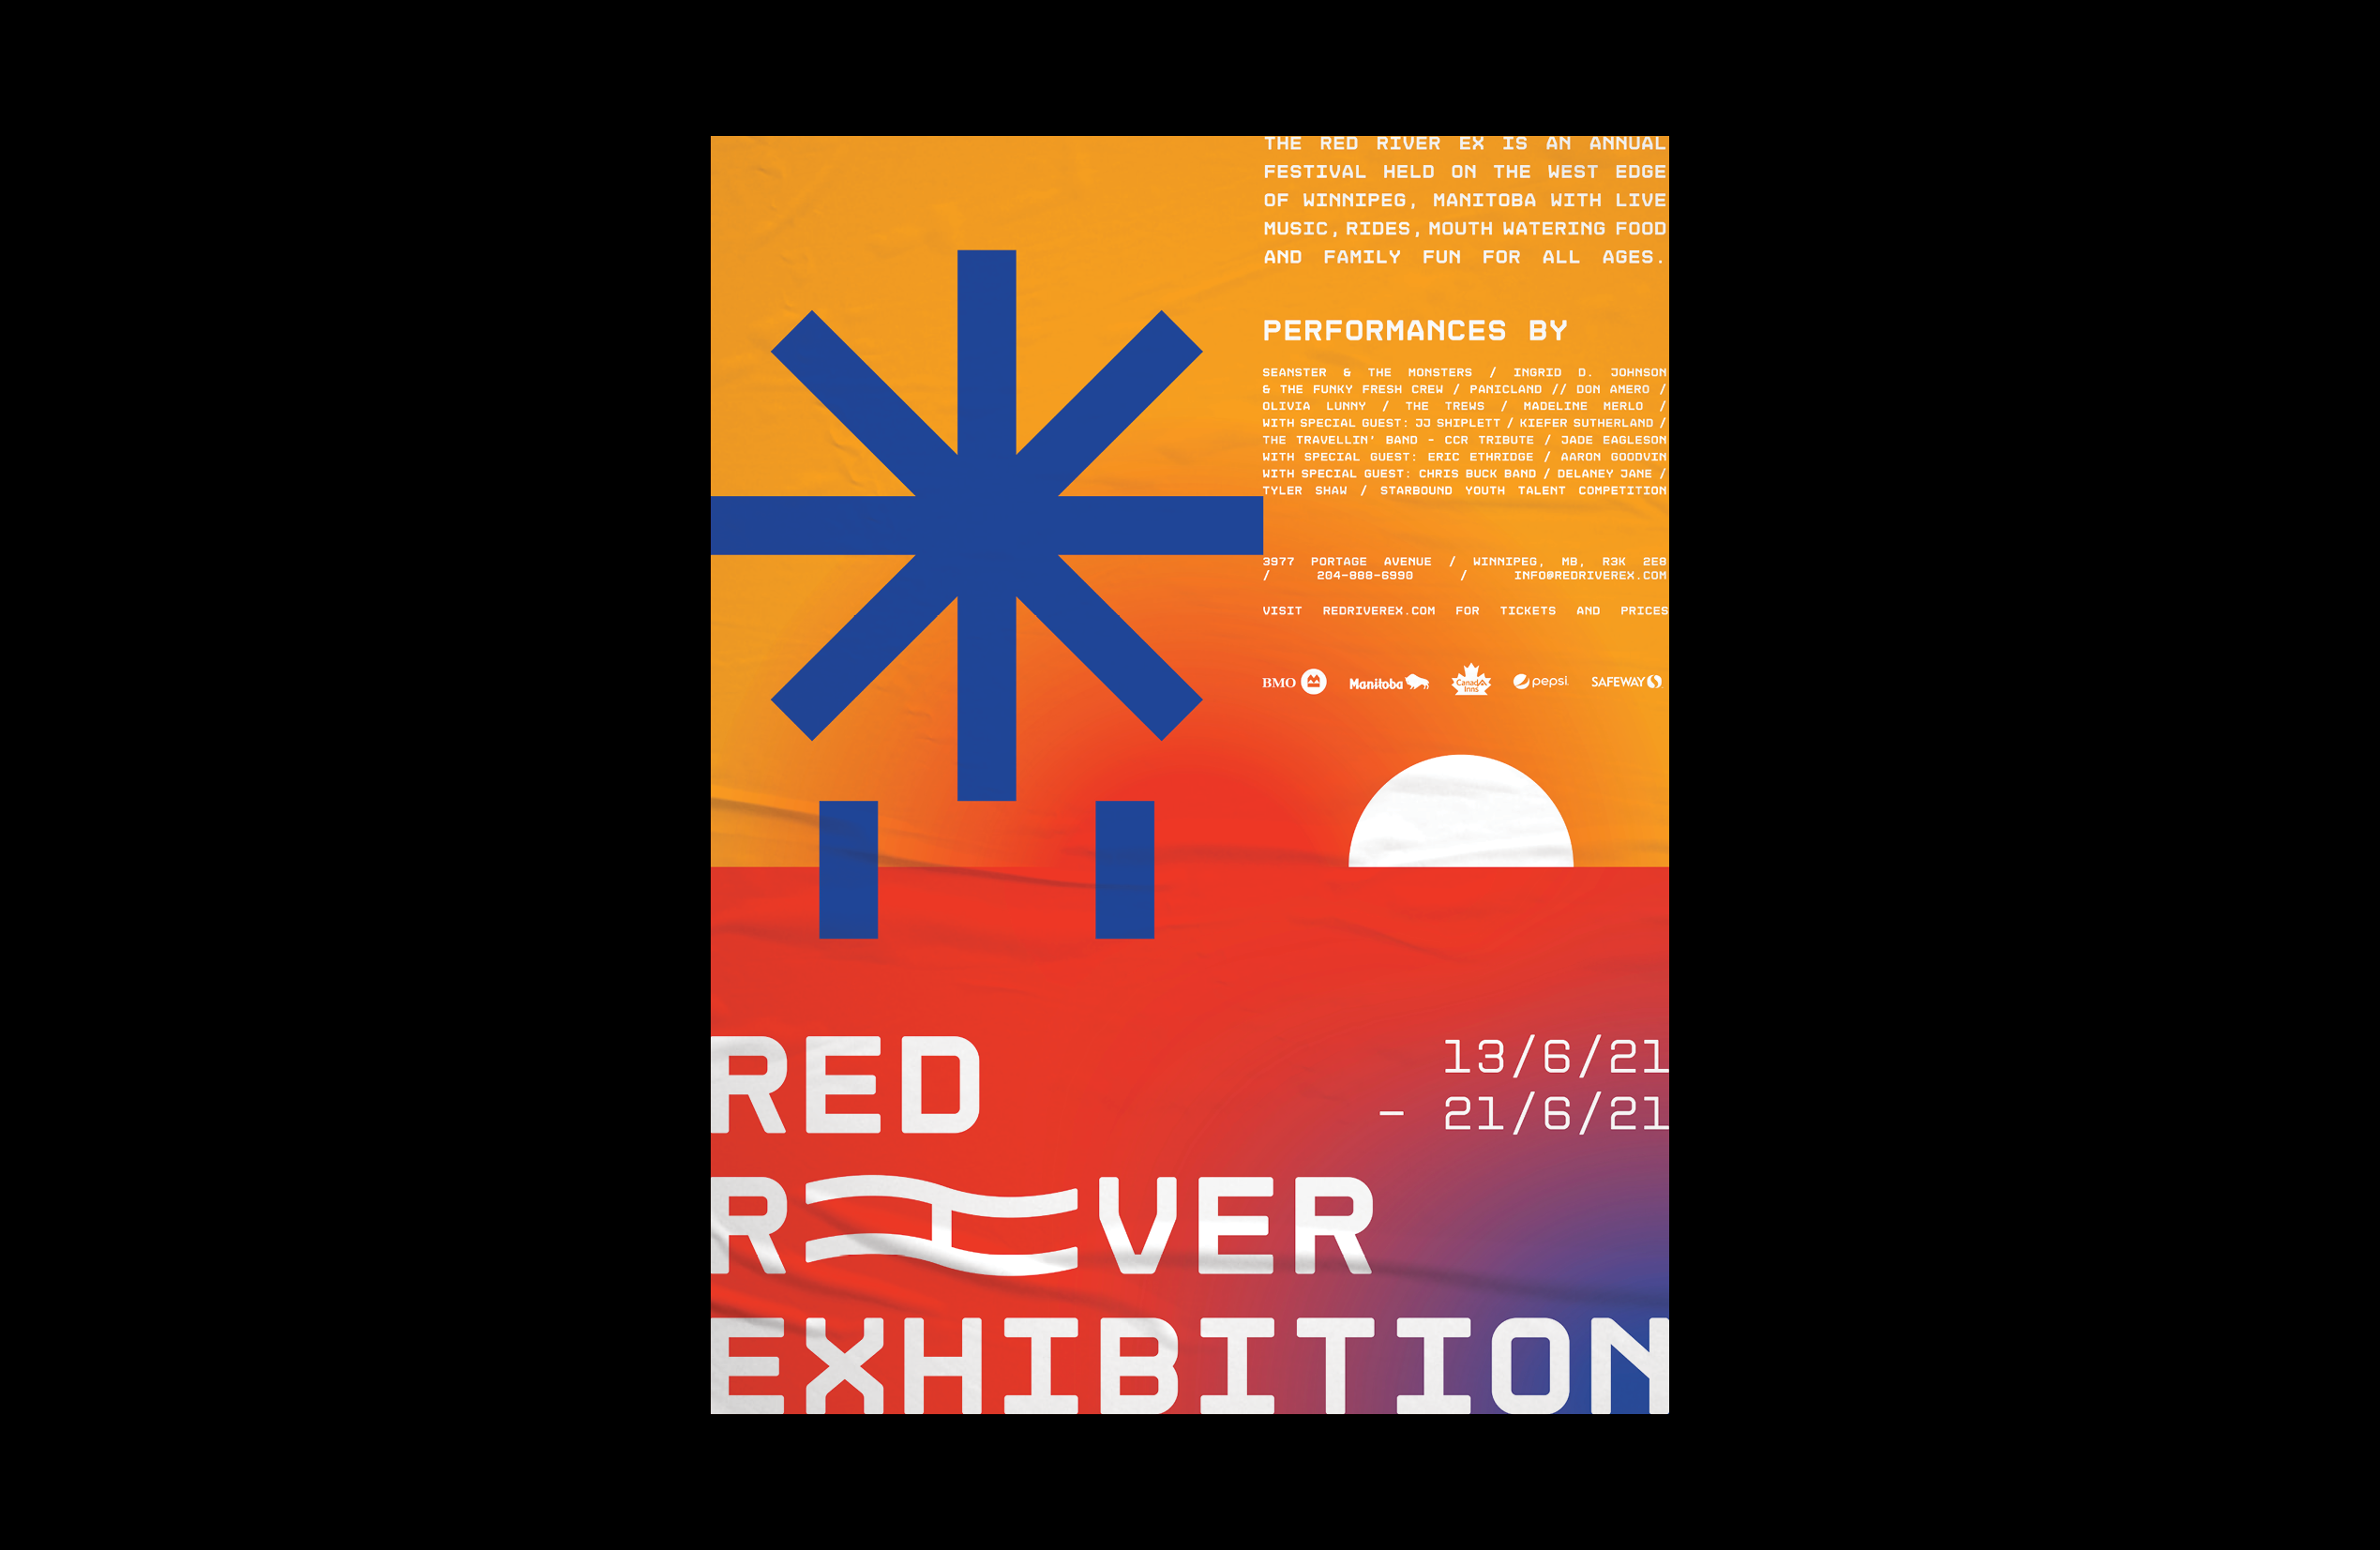 THE RED RIVER EX IS AN ANNUAL
FESTIVAL HELD ON THE WEST EDGE
OF WINNIPEG, MANITOBA WITH LIVE
MUSIC, RIDES, MOUTH WATERING FOOD
AND FAMILY FUN FOR ALL AGES.
PERFORMANCES BY
SEANSTER & THE MONSTERS / INGRID D. JOHNSON
& THE FUNKY FRESH CREW / PANICLAND // DON AMERO /
OLIVIA LUNNY / THE TREWS / MADELINE MERLO /
WITH SPECIAL GUEST: JJ SHIPLETT / KIEFER SUTHERLAND /
THE TRAVELLIN' BAND - CCR TRIBUTE / JADE EAGLESON
WITH SPECIAL GUEST: ERIC ETHRIDGE / AARON GOODVIN
WITH SPECIAL GUEST: CHRIS BUCK BAND / DELANEY JANE /
TYLER SHAW / STARBOUND YOUTH TALENT COMPETITION
3977 PORTAGE AVENUE / WINNIPEG, MB, R3K 2E8
/ 204-888-6990 / INFO@REDRIVEREX.COM
VISIT REDRIVEREX.COM FOR TICKETS AND PRICES
BMO Manitoba Canad Inns pepsi SAFEWAY
13/6/21
- 21/6/21
RED
RIVER
EXHIBITION